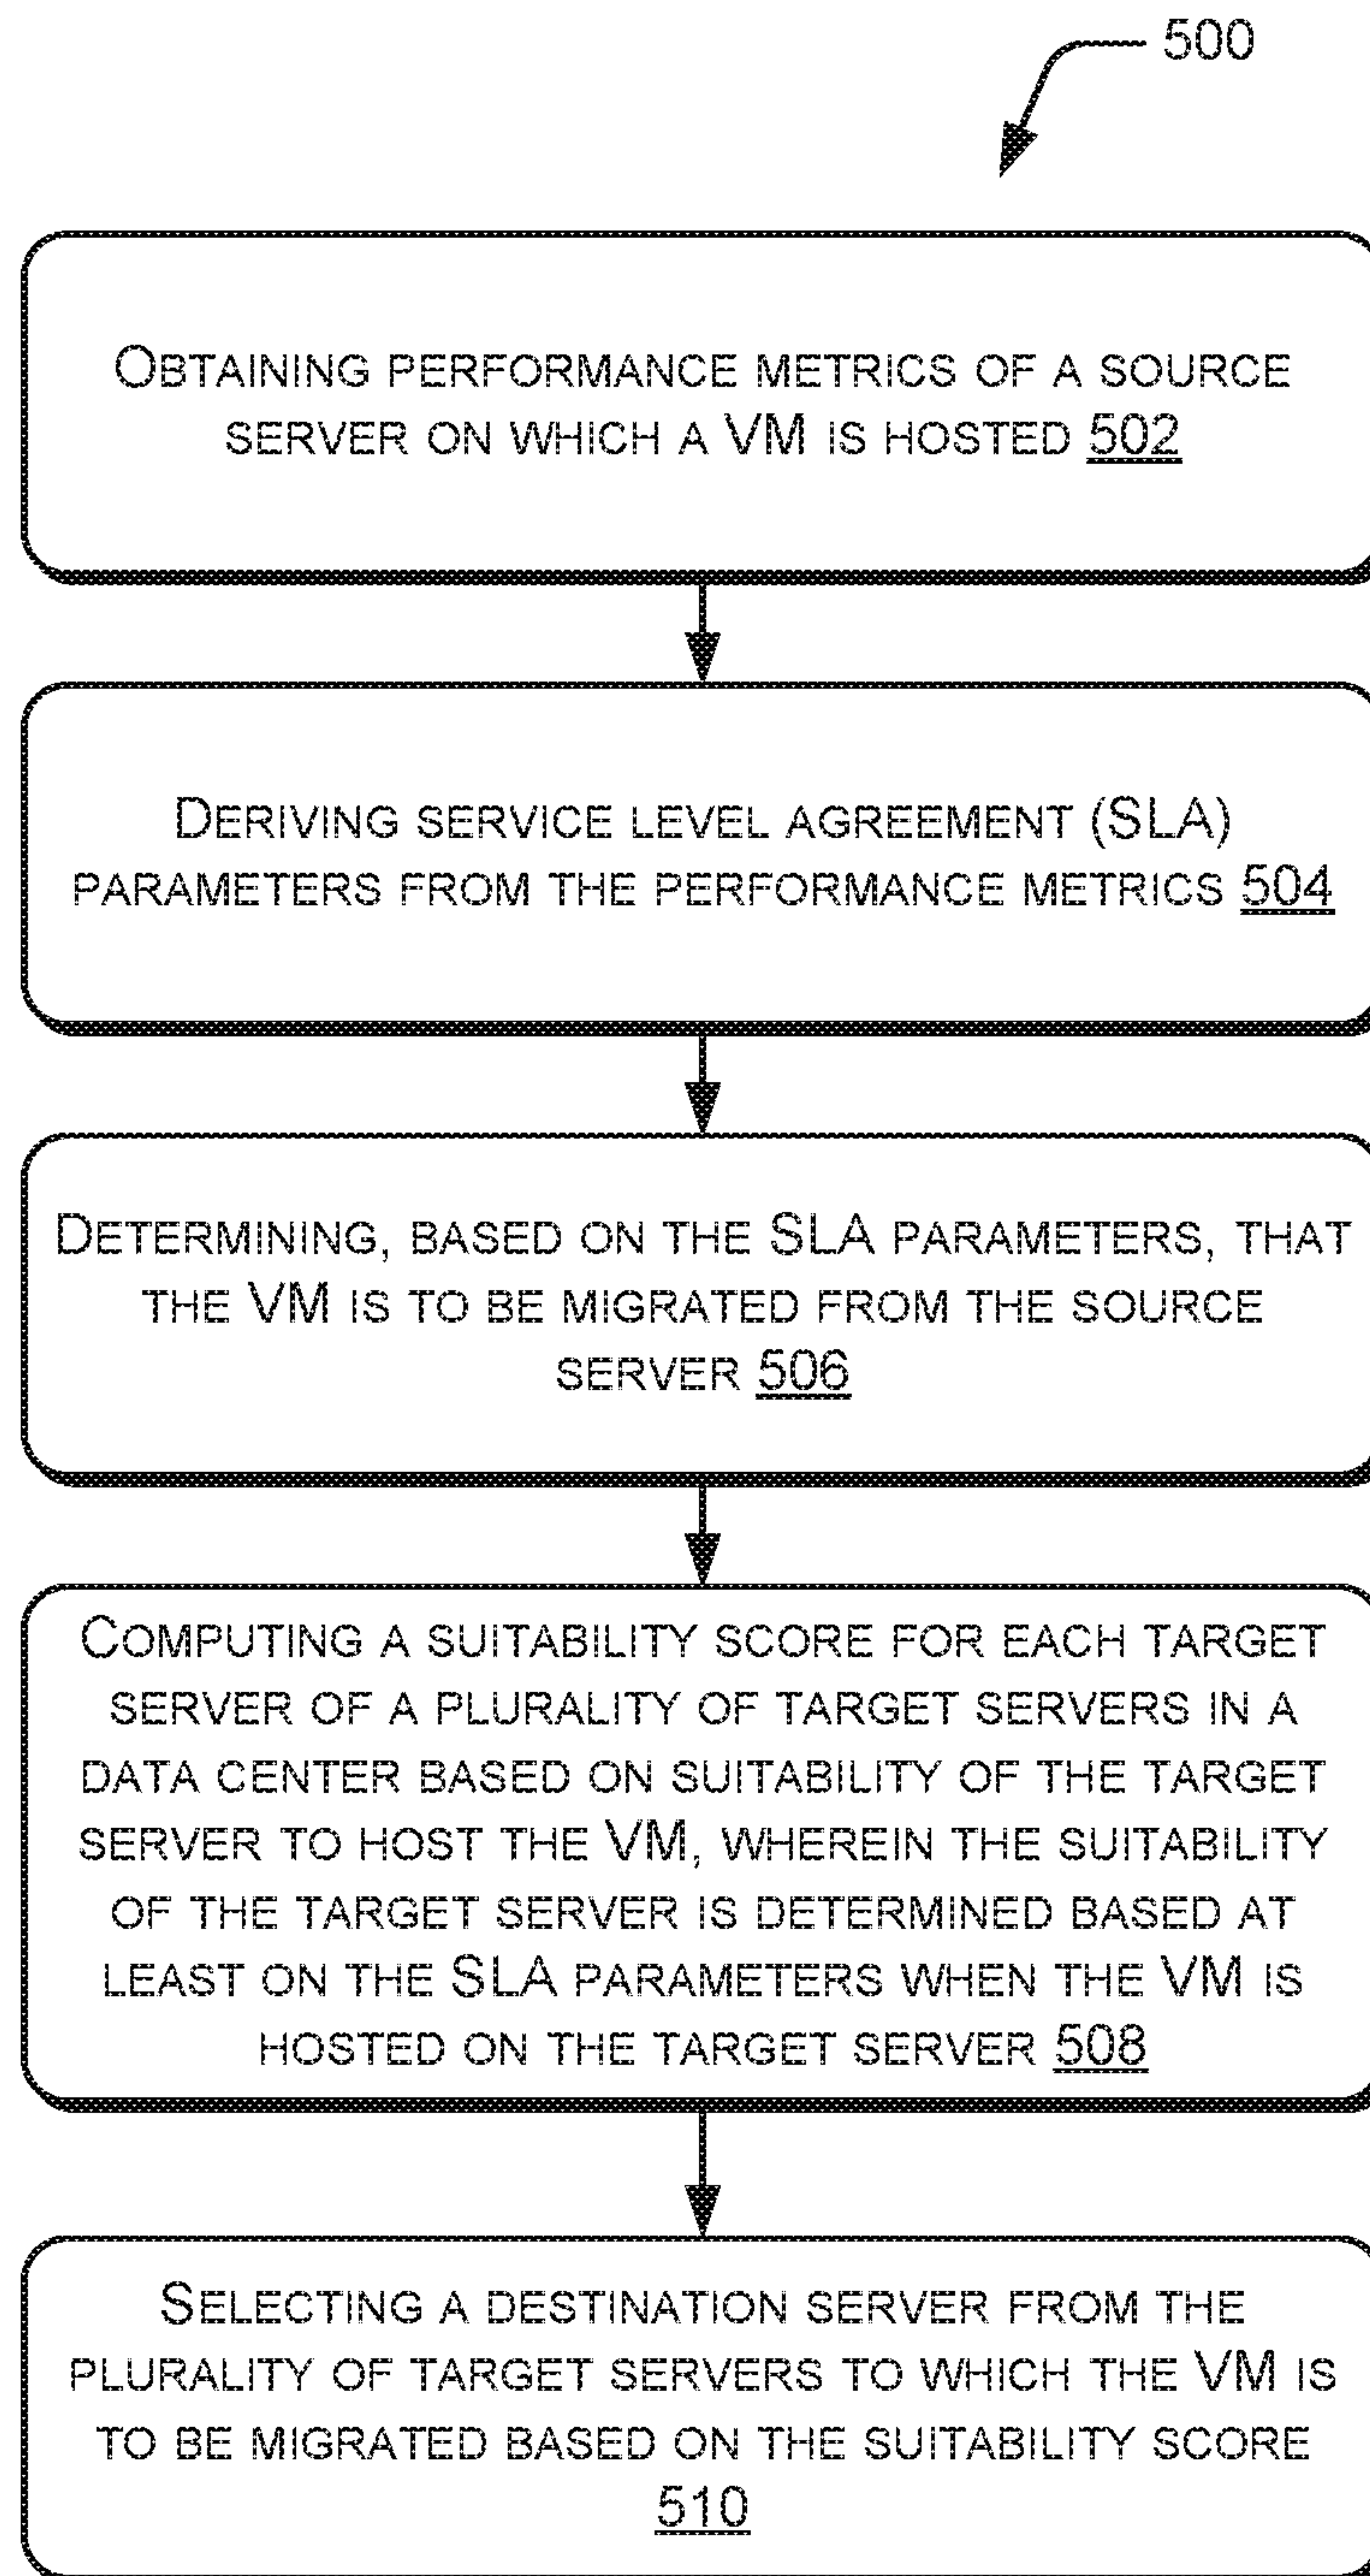 500
OBTAINING PERFORMANCE METRICS OF A SOURCE
SERVER ON WHICH A VM IS HOSTED 502
DERIVING SERVICE LEVEL AGREEMENT (SLA)
PARAMETERS FROM THE PERFORMANCE METRICS 504
DETERMINING, BASED ON THE SLA PARAMETERS, THAT
THE VM IS TO BE MIGRATED FROM THE SOURCE
SERVER 506
COMPUTING A SUITABILITY SCORE FOR EACH TARGET
SERVER OF A PLURALITY OF TARGET SERVERS IN A
DATA CENTER BASED ON SUITABILITY OF THE TARGET
SERVER TO HOST THE VM, WHEREIN THE SUITABILITY
OF THE TARGET SERVER IS DETERMINED BASED AT
LEAST ON THE SLA PARAMETERS WHEN THE VM IS
HOSTED ON THE TARGET SERVER 508
SELECTING A DESTINATION SERVER FROM THE
PLURALITY OF TARGET SERVERS TO WHICH THE VM IS
TO BE MIGRATED BASED ON THE SUITABILITY SCORE
510